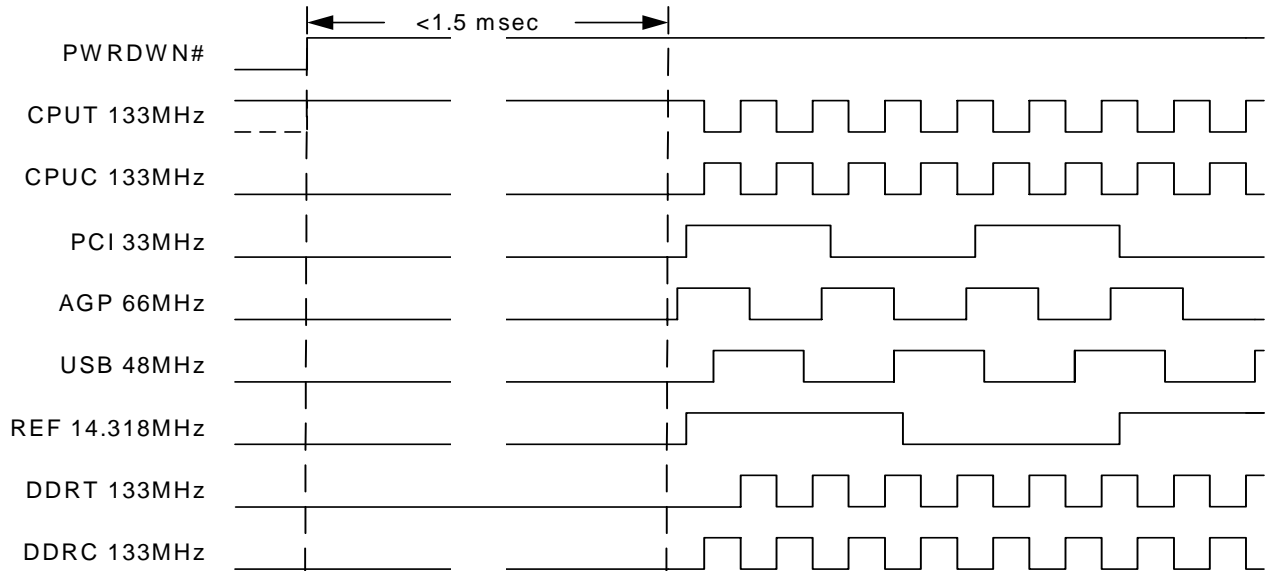 <1.5 msec
PWRDWN#
CPUT 133MHz
CPUC 133MHz
PCI 33MHz
AGP 66MHz
USB 48MHz
REF 14.318MHz
DDRT 133MHz
DDRC 133MHz